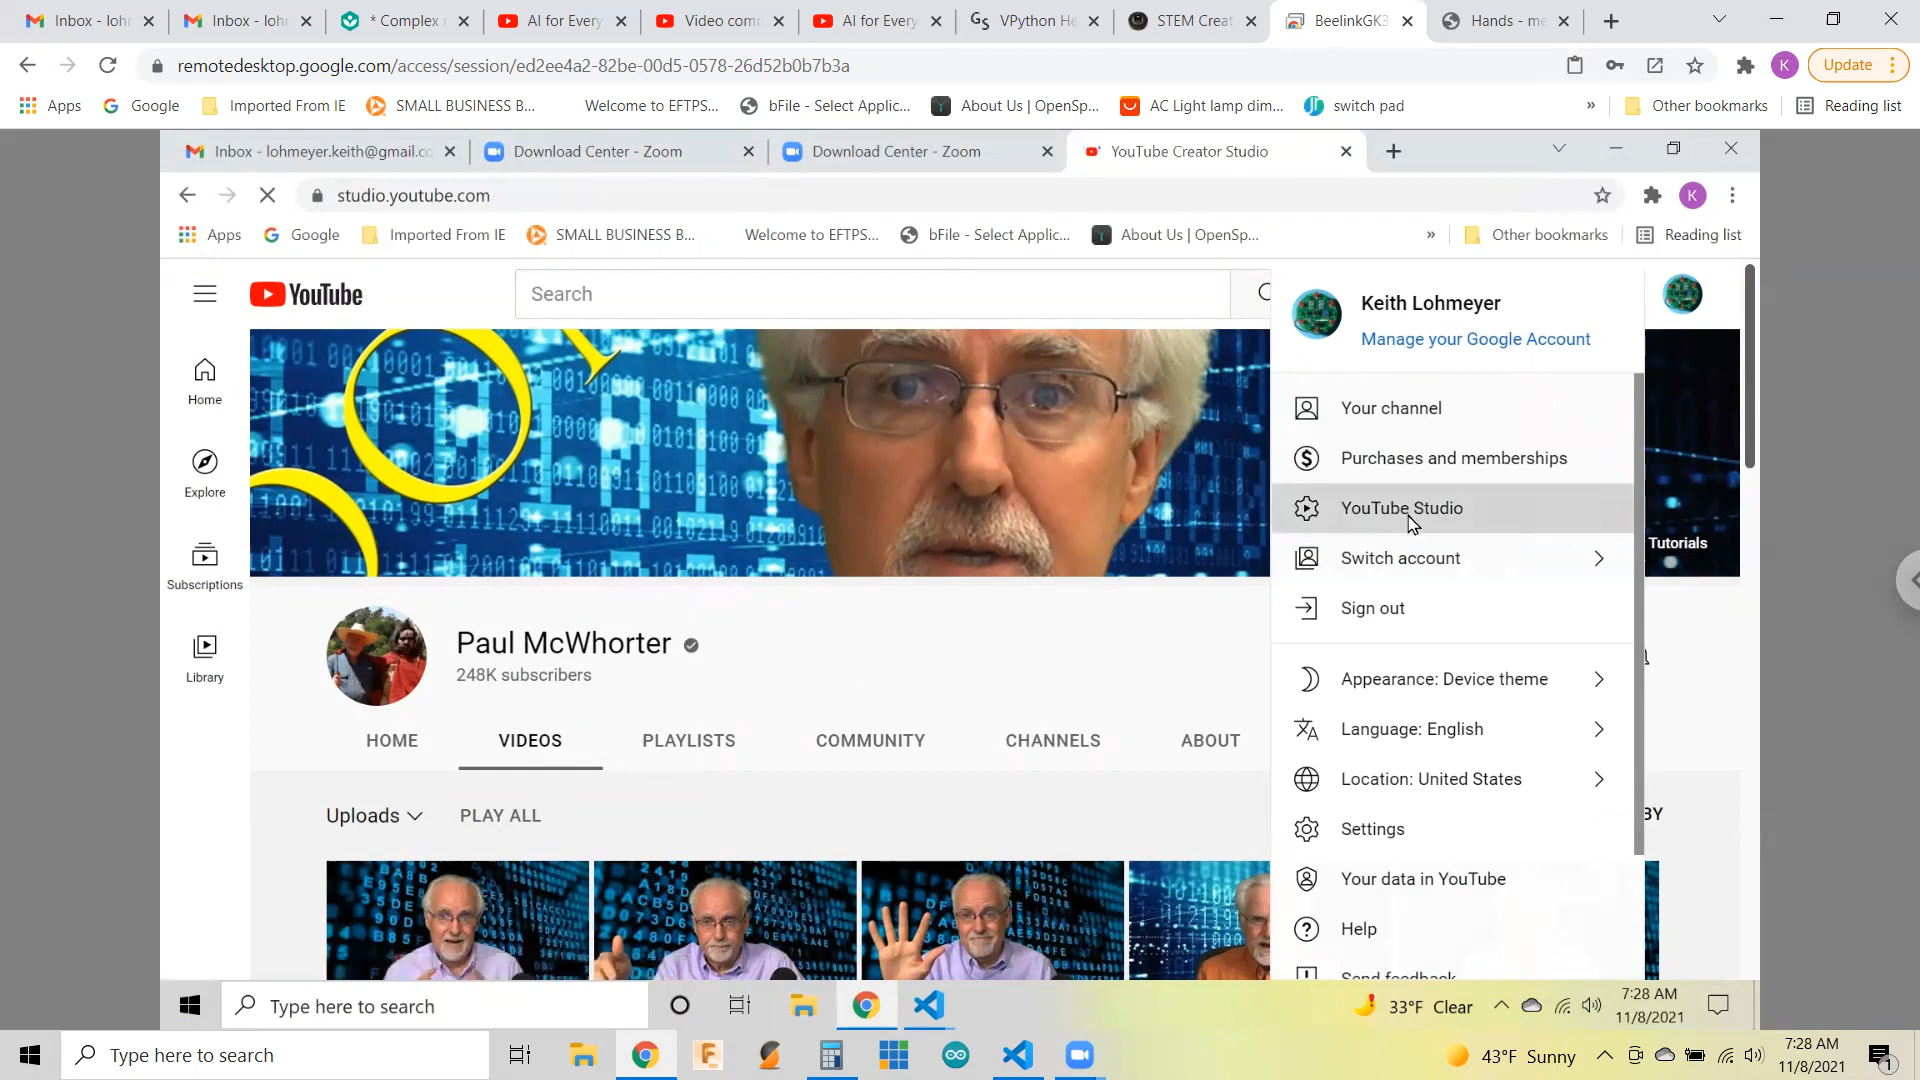 Inbox - loh
Inbox - loh
* Complex
AI for Every
Video com
AI for Every
VPython He
STEM Creat
BeelinkGK3
Hands - me
remotedesktop.google.com/access/session/ed2ee4a2-82be-00d5-0578-26d52b0b7b3a
K
Update
Apps
Google
Imported From IE
SMALL BUSINESS B...
Welcome to EFTPS...
bFile - Select Applic...
About Us | OpenSp...
AC Light lamp dim...
switch pad
»
Other bookmarks
Reading list
Inbox - lohmeyer.keith@gmail.co
Download Center - Zoom
Download Center - Zoom
YouTube Creator Studio
studio.youtube.com
K
Apps
Google
Imported From IE
SMALL BUSINESS B...
Welcome to EFTPS...
bFile - Select Applic...
About Us | OpenSp...
»
Other bookmarks
Reading list
YouTube
Search
Keith Lohmeyer
Manage your Google Account
Home
Explore
Subscriptions
Library
Your channel
Purchases and memberships
YouTube Studio
Switch account
Sign out
Appearance: Device theme
Language: English
Location: United States
Settings
Your data in YouTube
Help
Send feedback
Tutorials
Paul McWhorter
248K subscribers
HOME
VIDEOS
PLAYLISTS
COMMUNITY
CHANNELS
ABOUT
Uploads
PLAY ALL
BY
Type here to search
33°F Clear
7:28 AM
11/8/2021
Type here to search
43°F Sunny
7:28 AM
11/8/2021
1